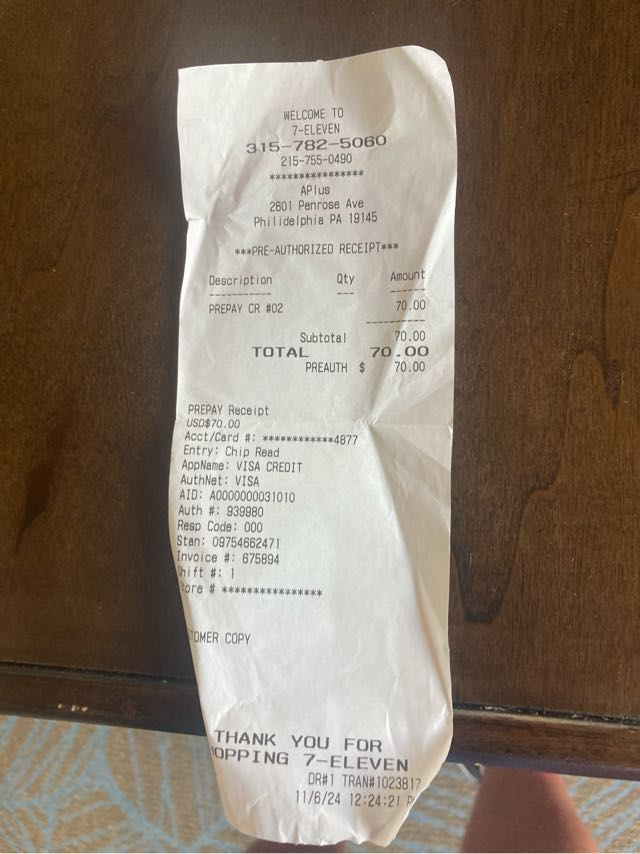 WELCOME TO
7-ELEVEN
315-782-5060
215-755-0490
****************
APlus
2601 Penrose Ave
Philadelphia PA 19145
***PRE-AUTHORIZED RECEIPT***
Description Qty Amount
----------- --- ------
PREPAY CR #02 70.00
----------
Subtotal 70.00
TOTAL 70.00
PREAUTH $ 70.00
PREPAY Receipt
USD$70.00
Acct/Card #: ************4877
Entry: Chip Read
AppName: VISA CREDIT
AuthNet: VISA
AID: A0000000031010
Auth #: 939980
Resp Code: 000
Stan: 09754662471
Invoice #: 675894
hift #: 1
ore # ****************
TOMER COPY
THANK YOU FOR
OPPING 7-ELEVEN
DR#1 TRAN#1023817
11/6/24 12:24:21 P